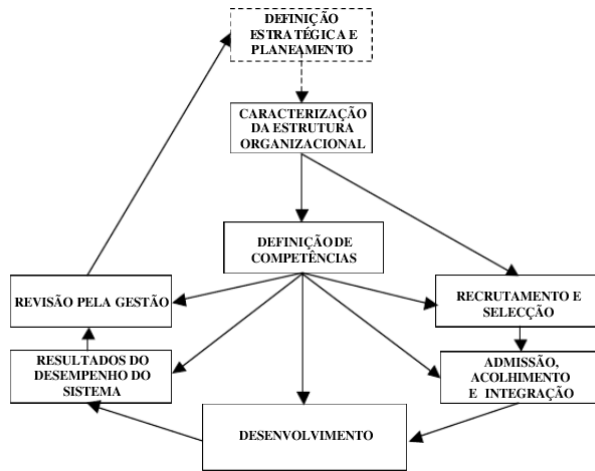 DEFINIÇÃO
ESTRATÉGICA E
PLANEAMENTO
CARACTERIZAÇÃO
DA ESTRUTURA
ORGANIZACIONAL
DEFINIÇÃO DE
COMPETÊNCIAS
REVISÃO PELA GESTÃO
RECRUTAMENTO E
SELECÇÃO
RESULTADOS DO
DESEMPENHO DO
SISTEMA
ADMISSÃO,
ACOLHIMENTO
E INTEGRAÇÃO
DESENVOLVIMENTO